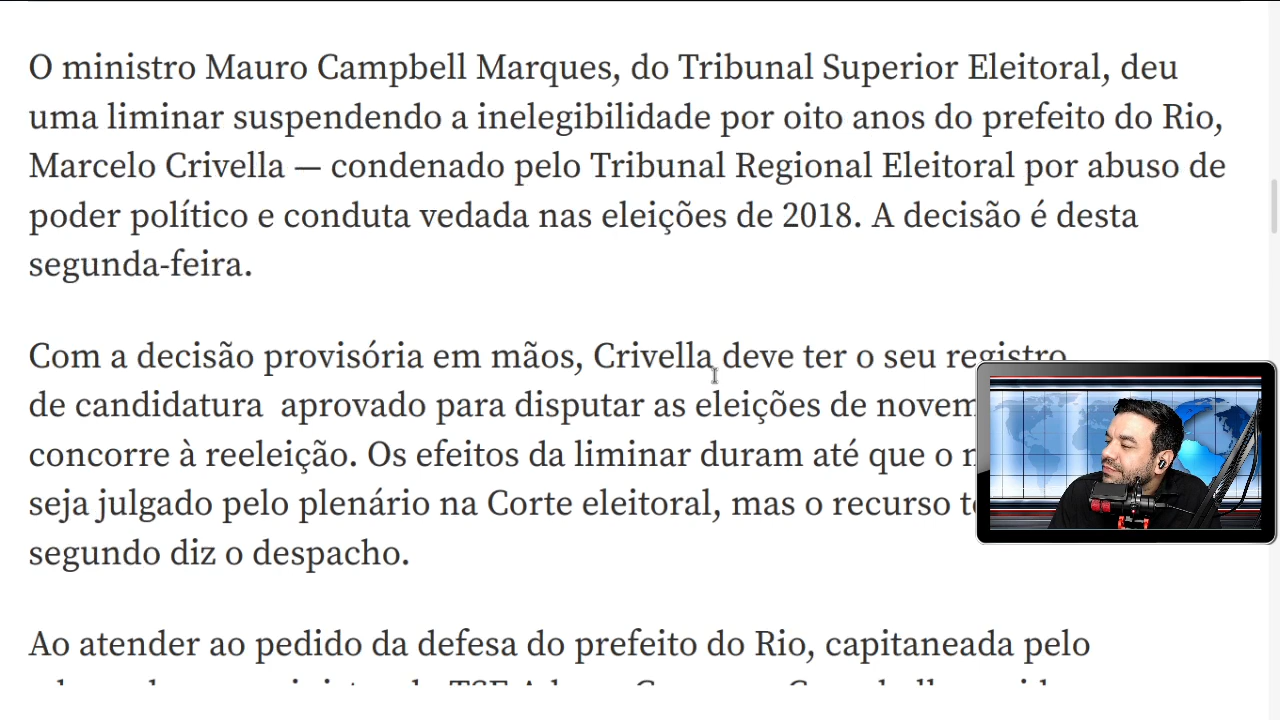 O ministro Mauro Campbell Marques, do Tribunal Superior Eleitoral, deu
uma liminar suspendendo a inelegibilidade por oito anos do prefeito do Rio,
Marcelo Crivella — condenado pelo Tribunal Regional Eleitoral por abuso de
poder político e conduta vedada nas eleições de 2018. A decisão é desta
segunda-feira.
Com a decisão provisória em mãos, Crivella deve ter o seu registro
de candidatura aprovado para disputar as eleições de
concorre à reeleição. Os efeitos da liminar duram até que o
seja julgado pelo plenário na Corte eleitoral, mas o recurso
segundo diz o despacho.
Ao atender ao pedido da defesa do prefeito do Rio, capitaneada pelo